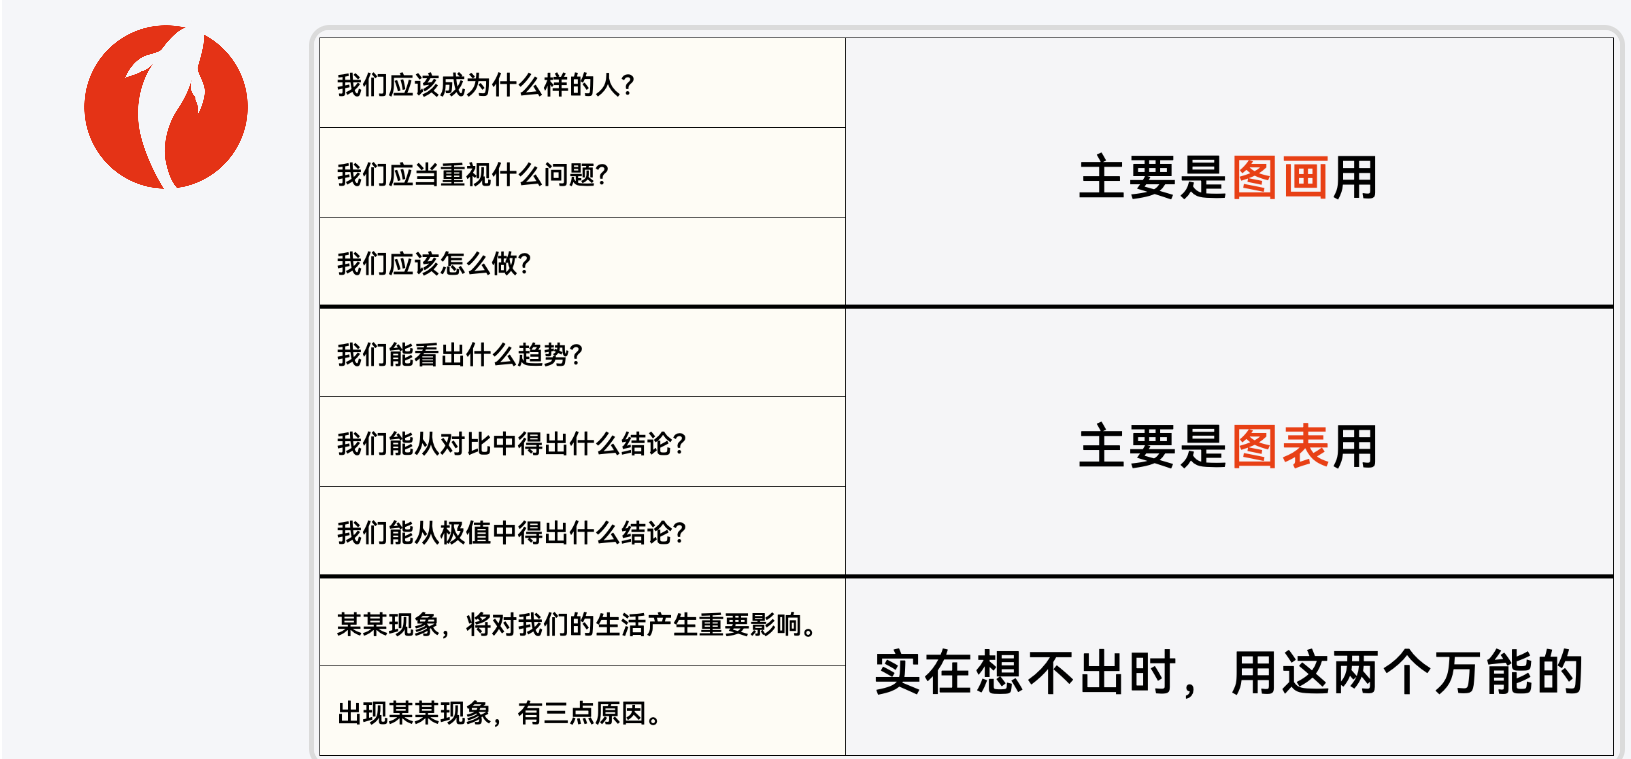 我们应该成为什么样的人?
我们应当重视什么问题?
我们应该怎么做?
主要是图画用
我们能看出什么趋势?
我们能从对比中得出什么结论?
我们能从极值中得出什么结论?
主要是图表用
某某现象，将对我们的生活产生重要影响。
出现某某现象，有三点原因。
实在想不出时，用这两个万能的